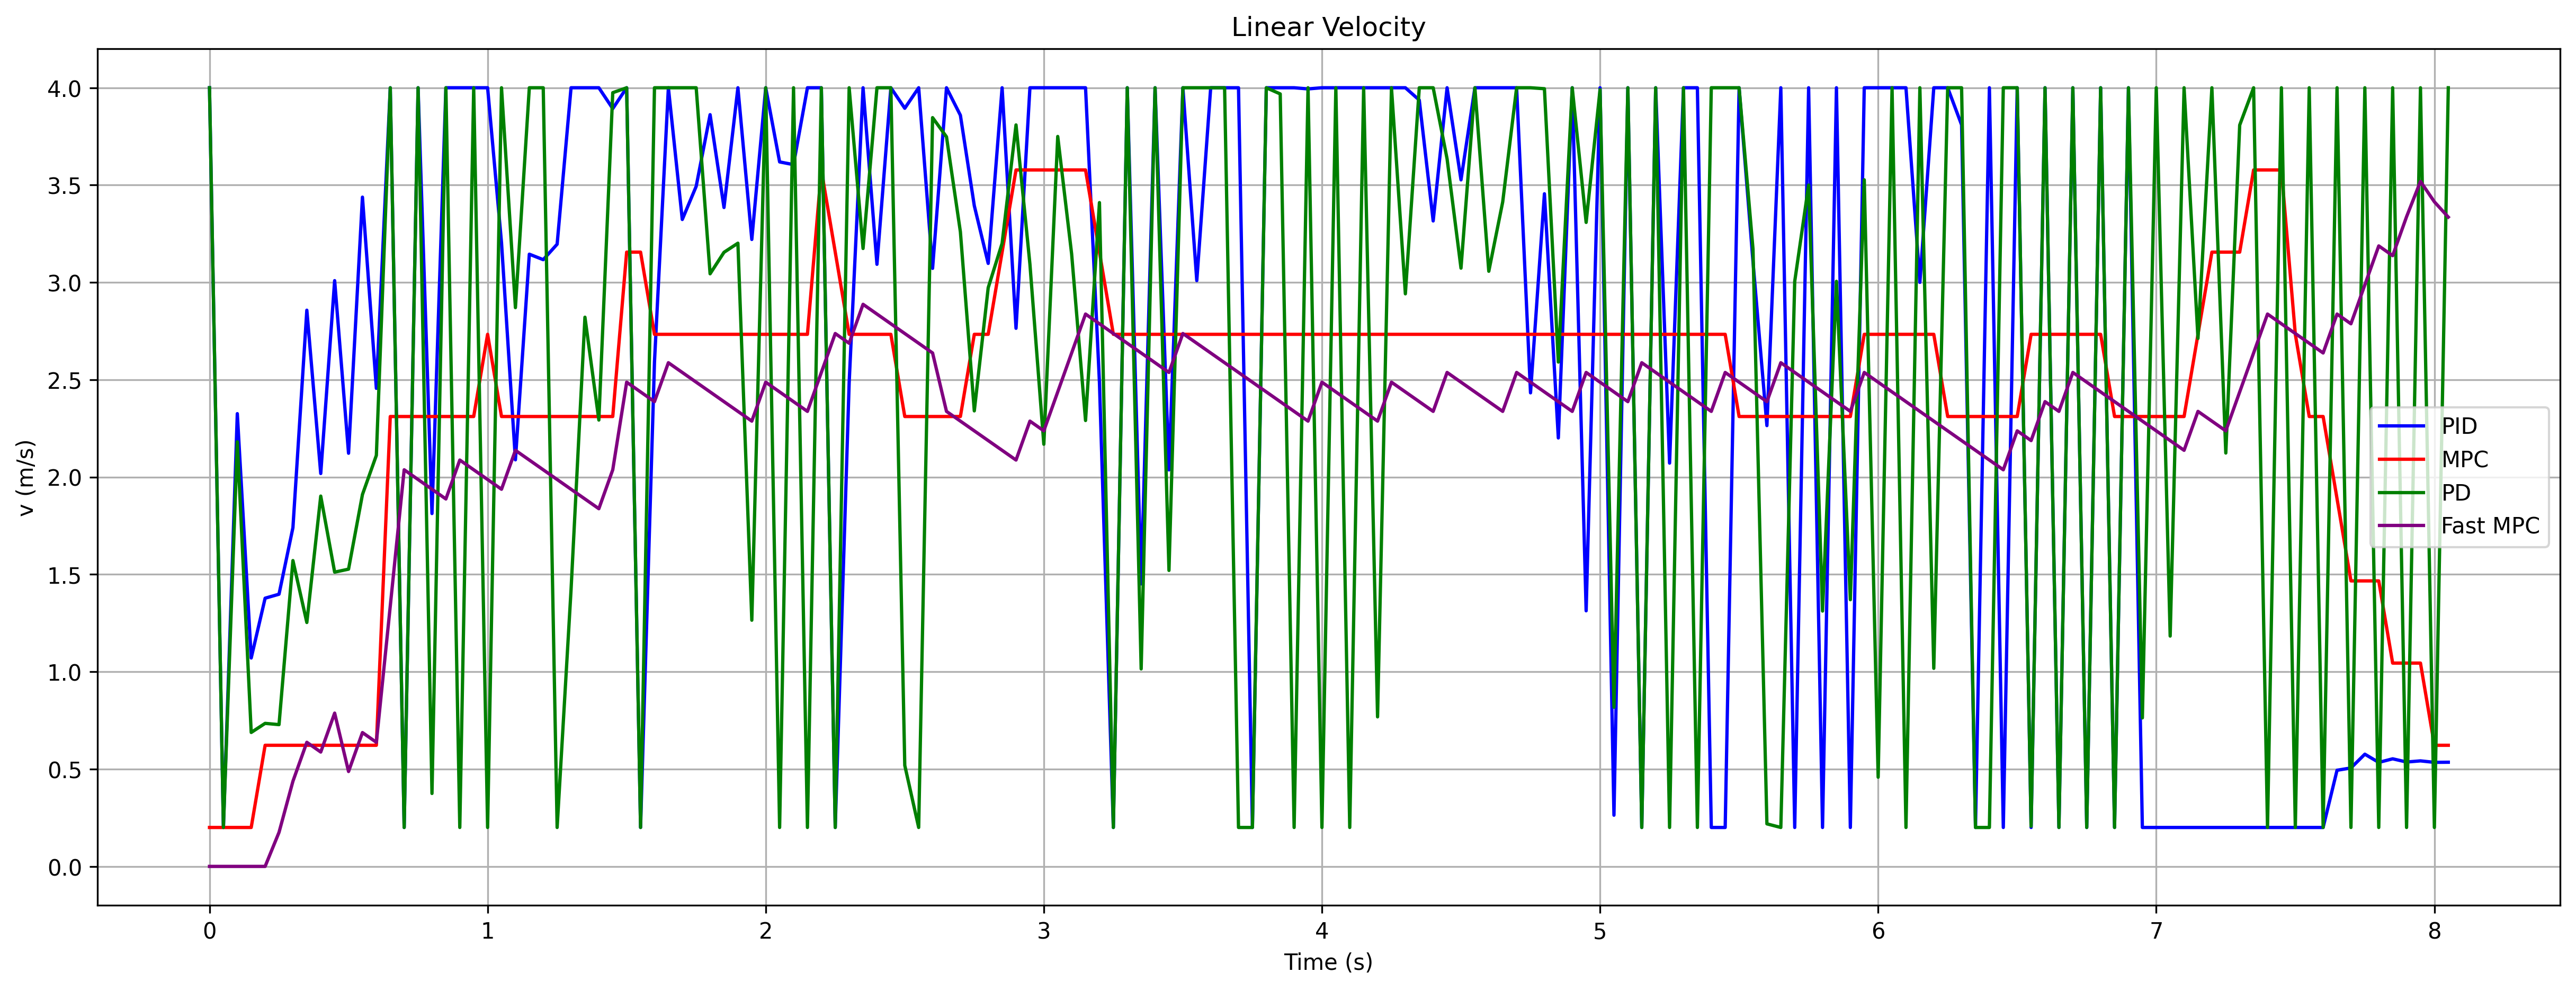 Linear Velocity
4.0
3.5
3.0
2.5
2.0
1.5
1.0
0.5
0.0
v (m/s)
PID
MPC
PD
Fast MPC
0 1 2 3 4 5 6 7 8
Time (s)